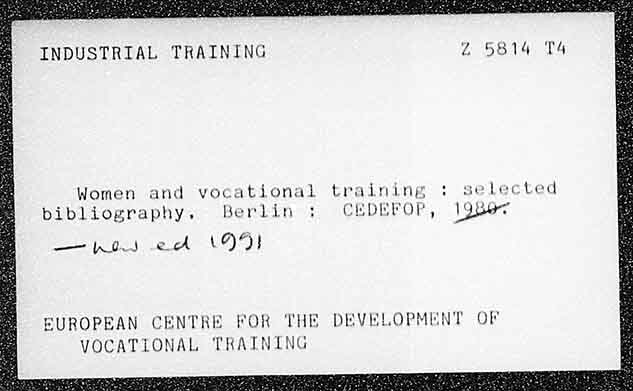 INDUSTRIAL TRAINING Z 5814 T4
Women and vocational training : selected
bibliography. Berlin : CEDEFOP, 1980.
— new ed 1991
EUROPEAN CENTRE FOR THE DEVELOPMENT OF
VOCATIONAL TRAINING